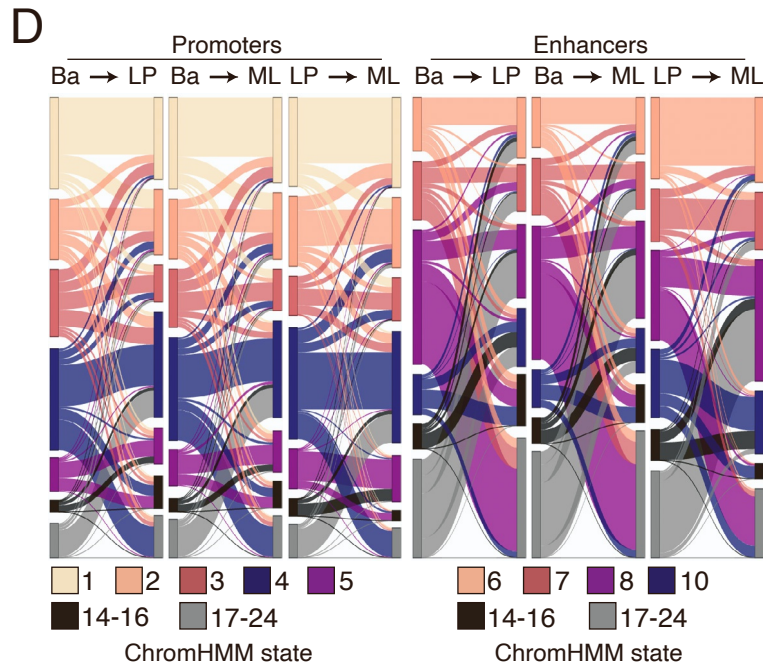 D
Promoters Enhancers
Ba → LP Ba → ML LP → ML Ba → LP Ba → ML LP → ML
1 2 3 4 5 6 7 8 10
14-16 17-24 14-16 17-24
ChromHMM state ChromHMM state